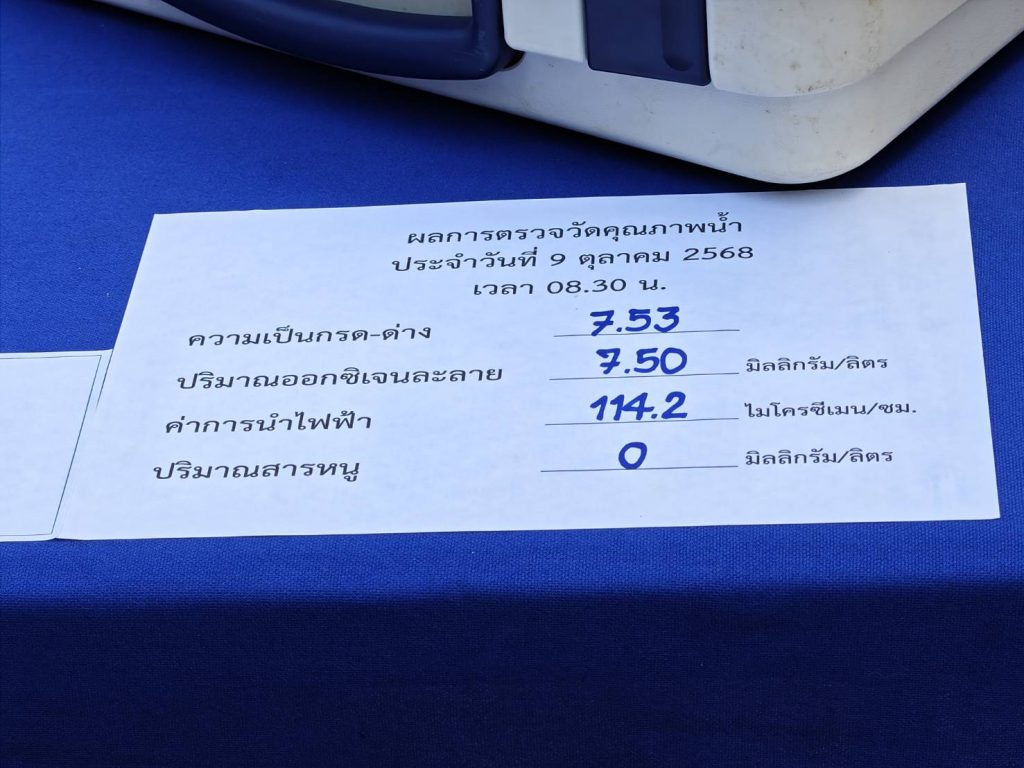 ผลการตรวจวัดคุณภาพน้ำ
ประจำวันที่ 9 ตุลาคม 2568
เวลา 08.30 น.
ความเป็นกรด-ด่าง 7.53
ปริมาณออกซิเจนละลาย 7.50 มิลลิกรัม/ลิตร
ค่าการนำไฟฟ้า 114.2 ไมโครซีเมน/ซม.
ปริมาณสารหนู 0 มิลลิกรัม/ลิตร